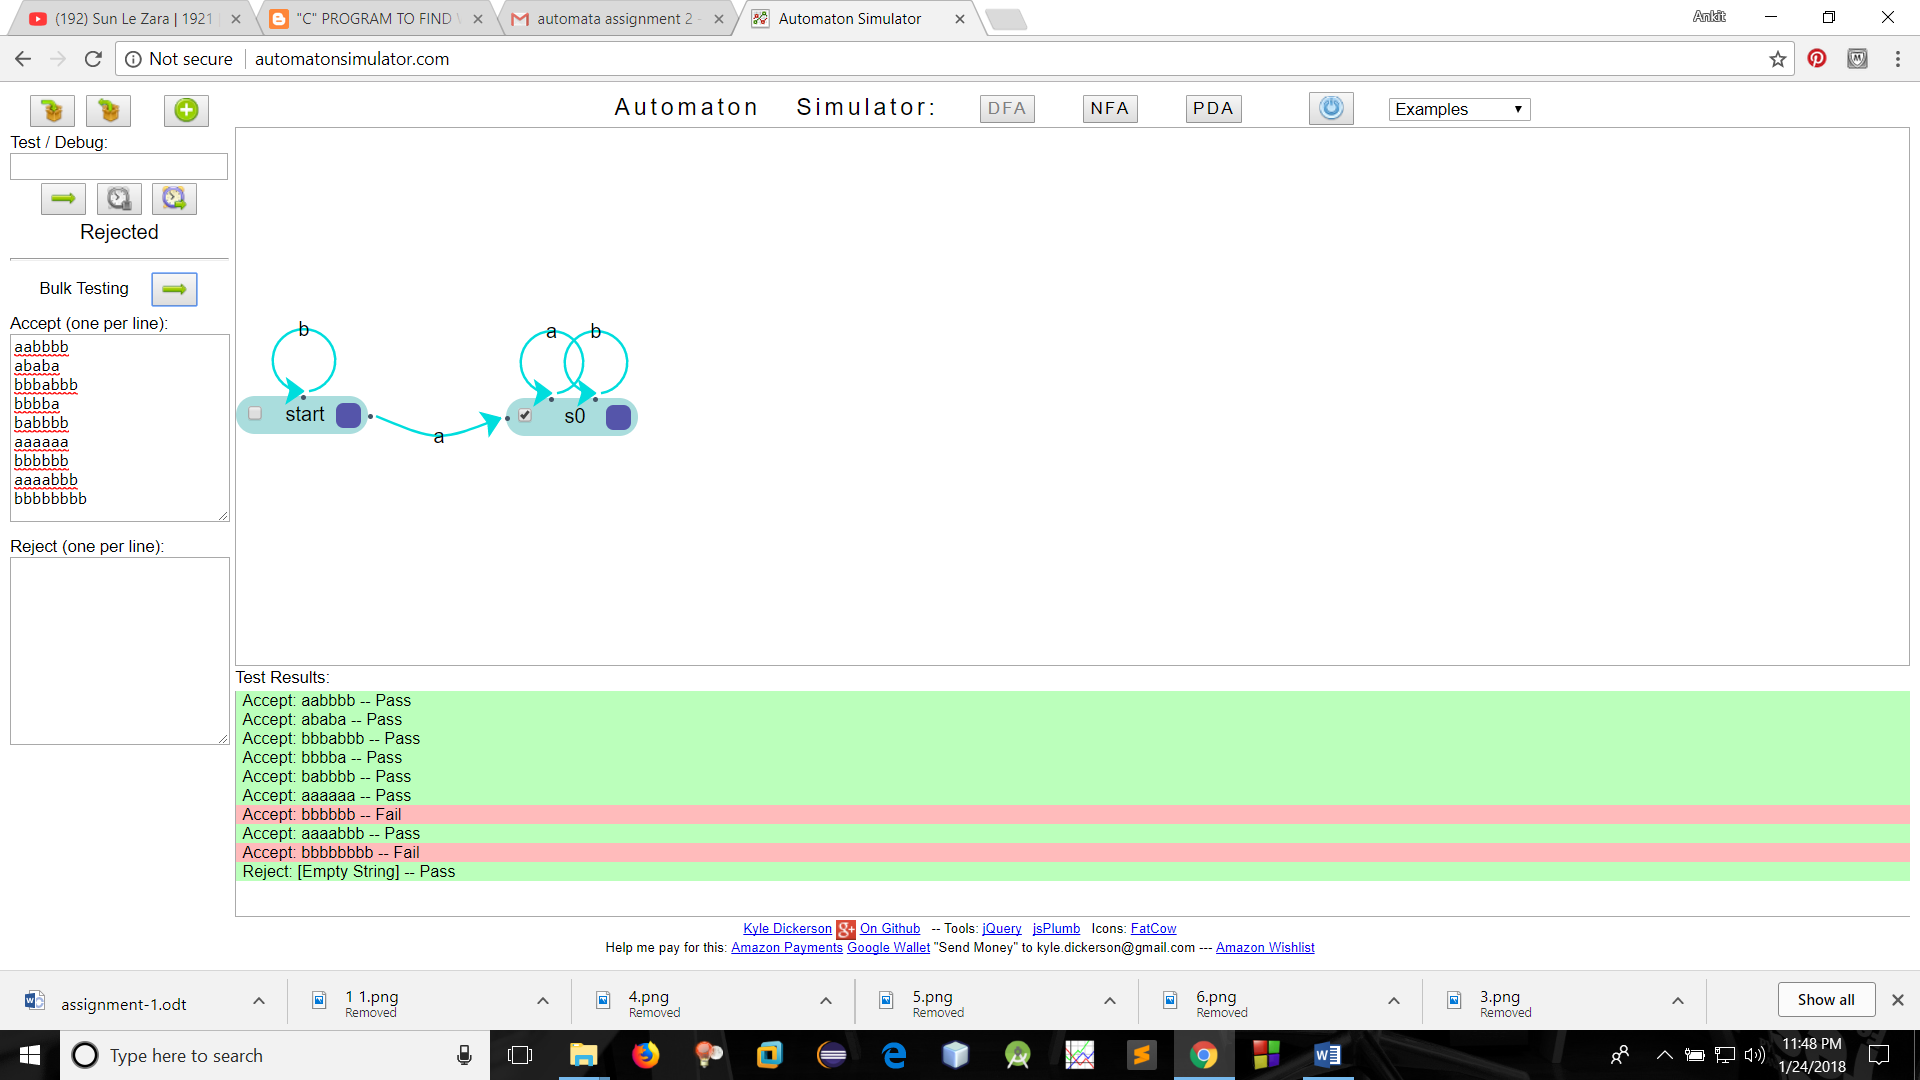 (192) Sun Le Zara | 1921
"C" PROGRAM TO FIND
automata assignment 2 -
Automaton Simulator
Ankit
Not secure
automatonsimulator.com
Automaton Simulator:
DFA
NFA
PDA
Examples
Test / Debug:
Rejected
Bulk Testing
Accept (one per line):
aabbbb
ababa
bbbabbb
bbbba
babbbb
aaaaaa
bbbbbb
aaaabbb
bbbbbbbb
Reject (one per line):
b
start
a
a
b
s0
Test Results:
Accept: aabbbb -- Pass
Accept: ababa -- Pass
Accept: bbbabbb -- Pass
Accept: bbbba -- Pass
Accept: babbbb -- Pass
Accept: aaaaaa -- Pass
Accept: bbbbbb -- Fail
Accept: aaaabbb -- Pass
Accept: bbbbbbbb -- Fail
Reject: [Empty String] -- Pass
Kyle Dickerson g+ On Github -- Tools: jQuery jsPlumb Icons: FatCow
Help me pay for this: Amazon Payments Google Wallet "Send Money" to kyle.dickerson@gmail.com --- Amazon Wishlist
assignment-1.odt
1 1.png
Removed
4.png
Removed
5.png
Removed
6.png
Removed
3.png
Removed
Show all
Type here to search
11:48 PM
1/24/2018